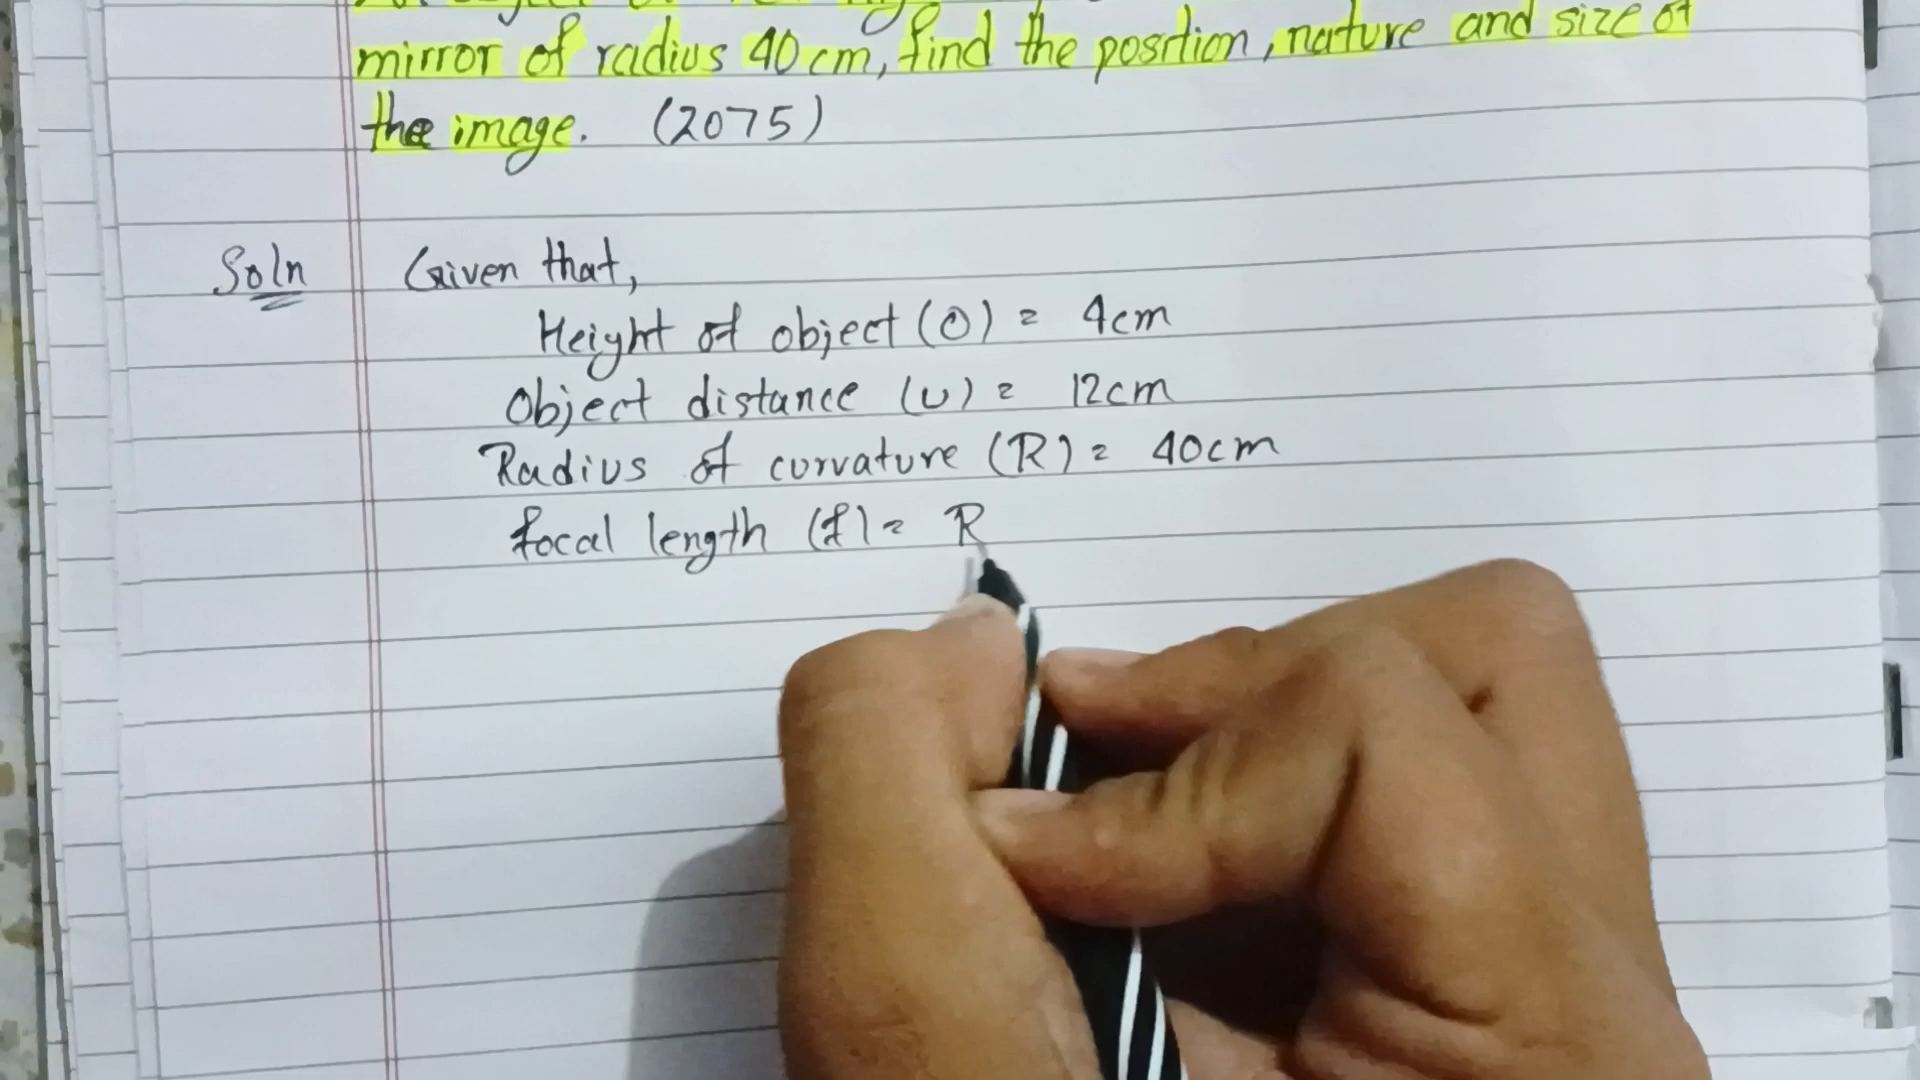 mirror of radius 40 cm, find the position, nature and size of
the image. (2075)
Soln Given that,
Height of object (O) = 4cm
Object distance (u) = 12cm
Radius of curvature (R) = 40cm
focal length (f) = R